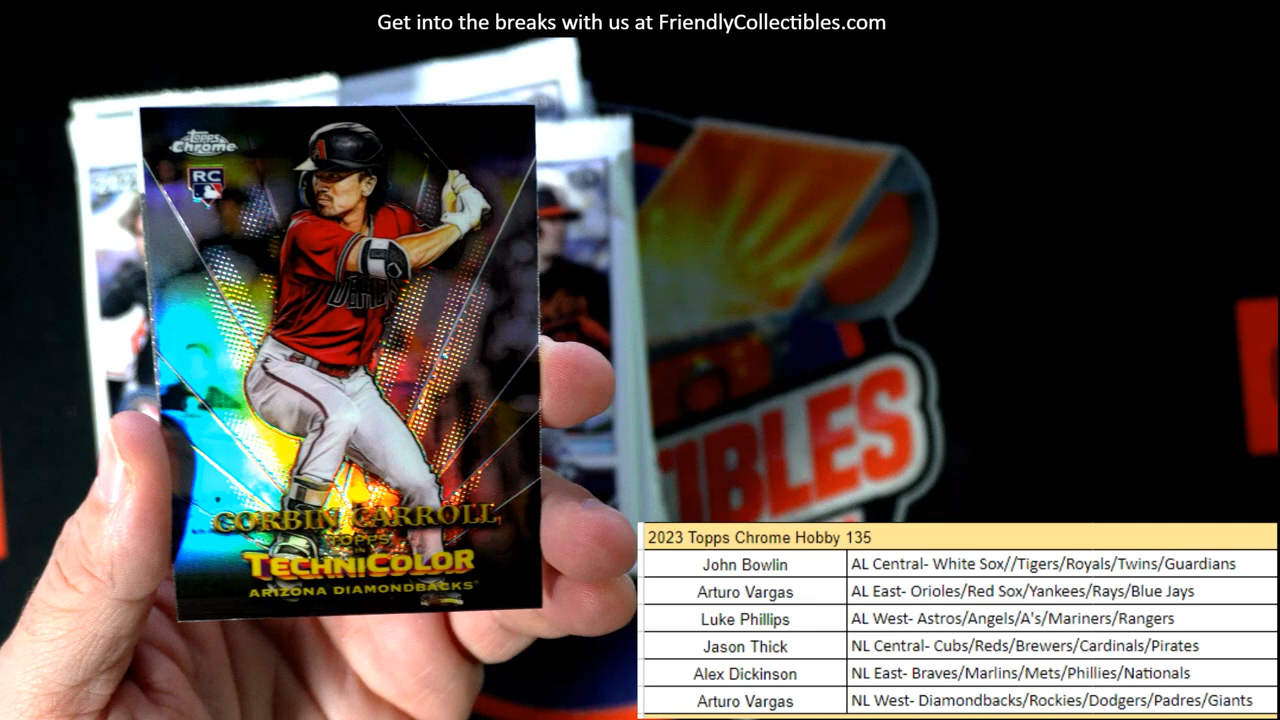 Get into the breaks with us at FriendlyCollectibles.com
Topps
Chrome
RC
A
CORBIN CARROLL
TOPPS
IN
TECHNICOLOR
ARIZONA DIAMONDBACKS
IBLES
2023 Topps Chrome Hobby 135
John Bowlin AL Central- White Sox//Tigers/Royals/Twins/Guardians
Arturo Vargas AL East- Orioles/Red Sox/Yankees/Rays/Blue Jays
Luke Phillips AL West- Astros/Angels/A's/Mariners/Rangers
Jason Thick NL Central- Cubs/Reds/Brewers/Cardinals/Pirates
Alex Dickinson NL East- Braves/Marlins/Mets/Phillies/Nationals
Arturo Vargas NL West- Diamondbacks/Rockies/Dodgers/Padres/Giants